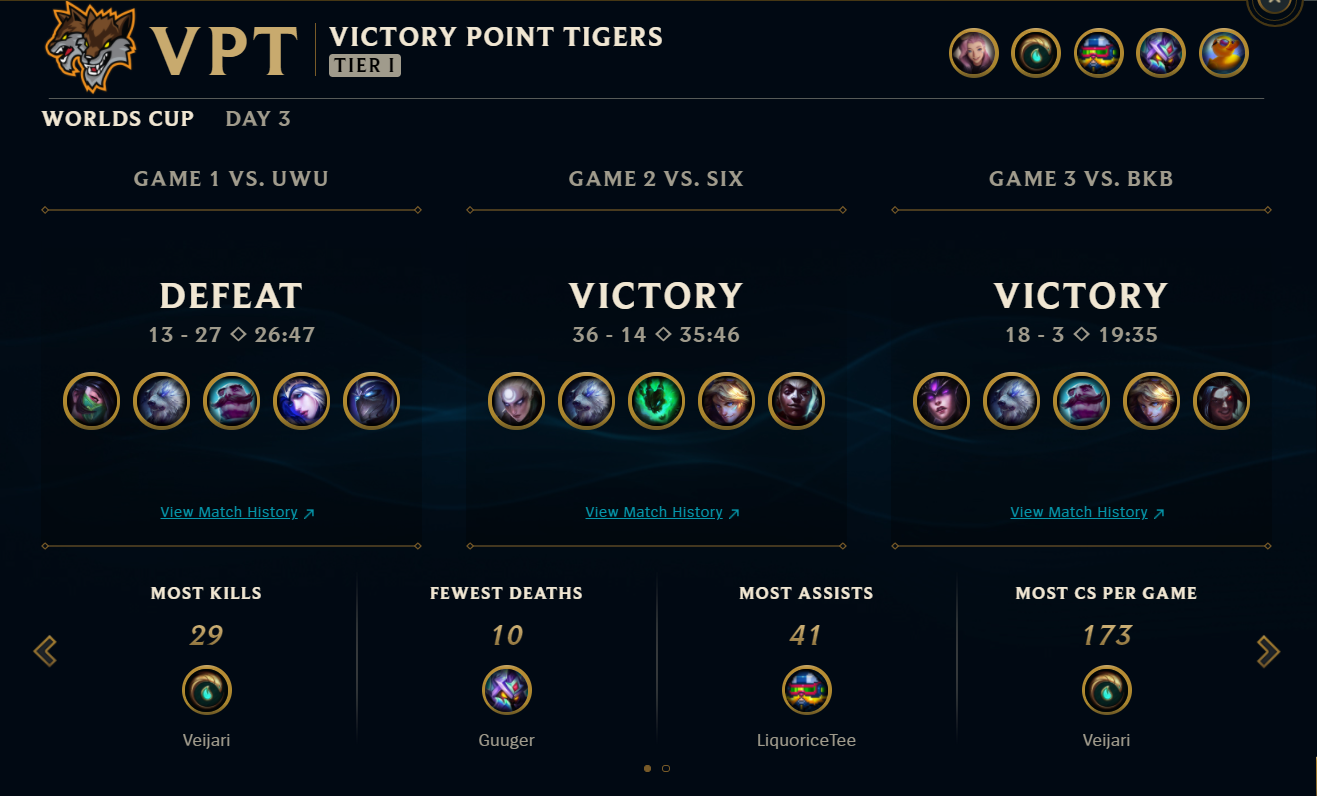 VPT
VICTORY POINT TIGERS
TIER I
WORLDS CUP DAY 3
GAME 1 VS. UWU
DEFEAT
13 - 27 ◇ 26:47
View Match History ↗
GAME 2 VS. SIX
VICTORY
36 - 14 ◇ 35:46
View Match History ↗
GAME 3 VS. BKB
VICTORY
18 - 3 ◇ 19:35
View Match History ↗
MOST KILLS
29
Veijari
FEWEST DEATHS
10
Guuger
MOST ASSISTS
41
LiquoriceTee
MOST CS PER GAME
173
Veijari